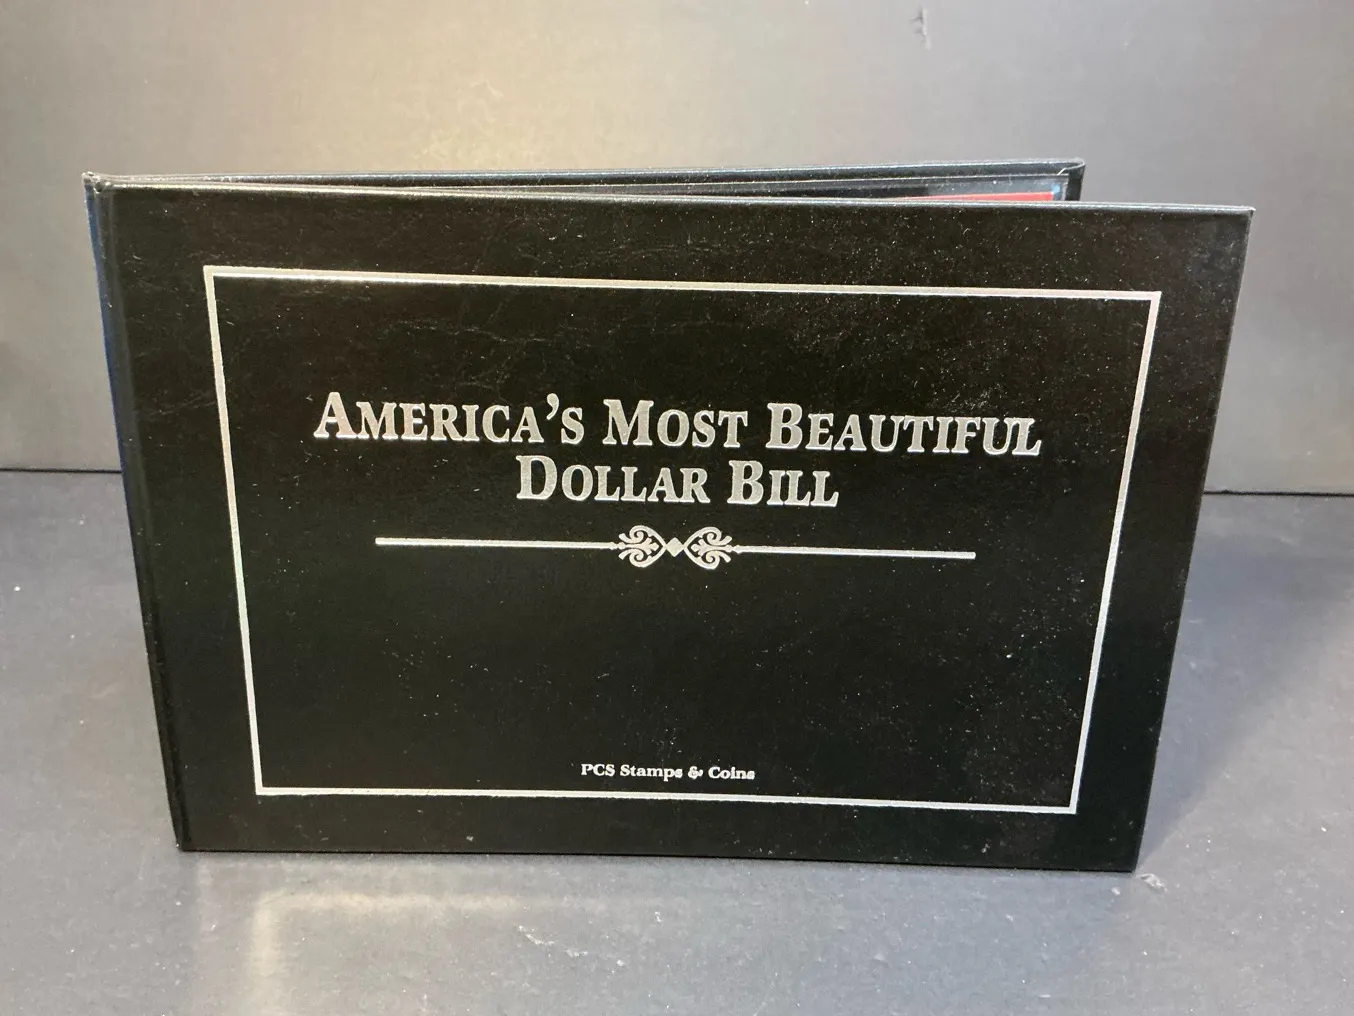 AMERICA'S MOST BEAUTIFUL
DOLLAR BILL
PCS Stamps & Coins